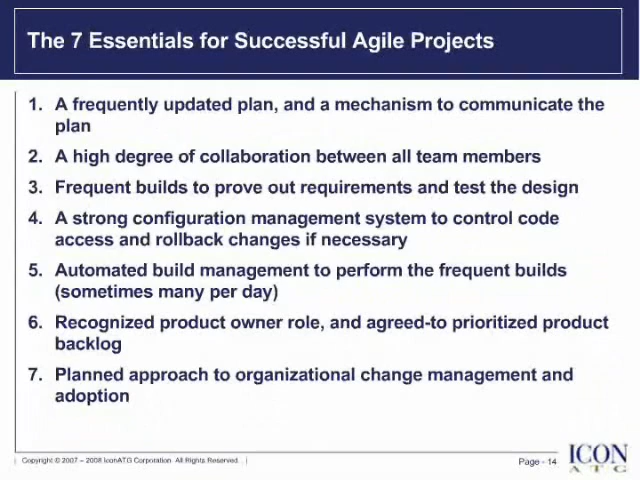 The 7 Essentials for Successful Agile Projects
1. A frequently updated plan, and a mechanism to communicate the
plan
2. A high degree of collaboration between all team members
3. Frequent builds to prove out requirements and test the design
4. A strong configuration management system to control code
access and rollback changes if necessary
5. Automated build management to perform the frequent builds
(sometimes many per day)
6. Recognized product owner role, and agreed-to prioritized product
backlog
7. Planned approach to organizational change management and
adoption
| Copyright © 2007 – 2008 IconATG Corporation. All Rights Reserved. |
Page - 14
ICON
ATG